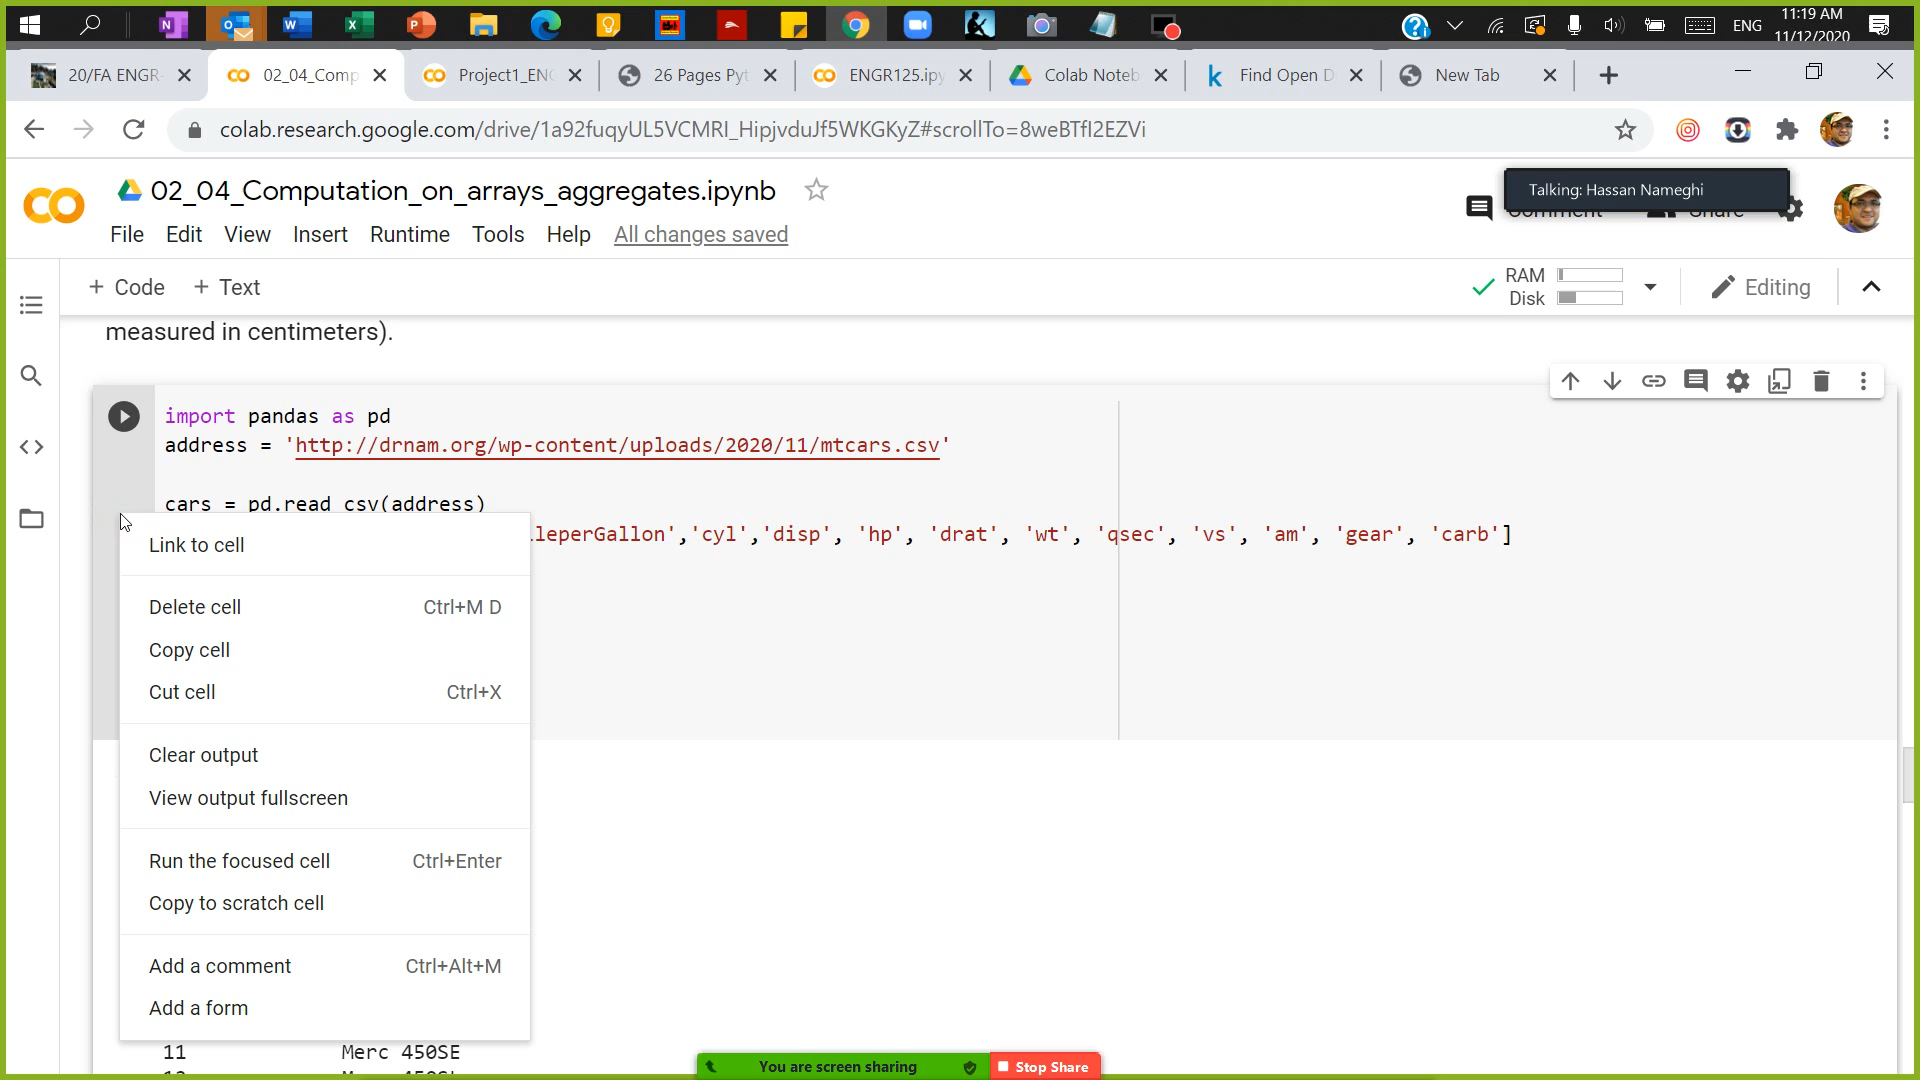 ENG
11:19 AM
11/12/2020
20/FA ENGR-
02_04_Comp
Project1_ENG
26 Pages Pyt
ENGR125.ipy
Colab Noteb
Find Open D
New Tab
colab.research.google.com/drive/1a92fuqyUL5VCMRI_HipjvduJf5WKGKyZ#scrollTo=8weBTfI2EZVi
02_04_Computation_on_arrays_aggregates.ipynb
Talking: Hassan Nameghi
Comment Share
File Edit View Insert Runtime Tools Help All changes saved
+ Code + Text
RAM
Disk
Editing
measured in centimeters).
import pandas as pd
address = 'http://drnam.org/wp-content/uploads/2020/11/mtcars.csv'
cars = pd.read_csv(address)
lleperGallon','cyl','disp', 'hp', 'drat', 'wt', 'qsec', 'vs', 'am', 'gear', 'carb']
Link to cell
Delete cell Ctrl+M D
Copy cell
Cut cell Ctrl+X
Clear output
View output fullscreen
Run the focused cell Ctrl+Enter
Copy to scratch cell
Add a comment Ctrl+Alt+M
Add a form
11 Merc 450SE
You are screen sharing
Stop Share